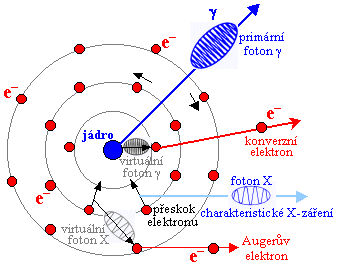 γ
primární
foton γ
e⁻
e⁻
e⁻
jádro
virtuální
foton γ
konverzní
elektron
e⁻
foton X
přeskok
elektronu
charakteristické X-záření
virtuální
foton X
Augerův
elektron
e⁻